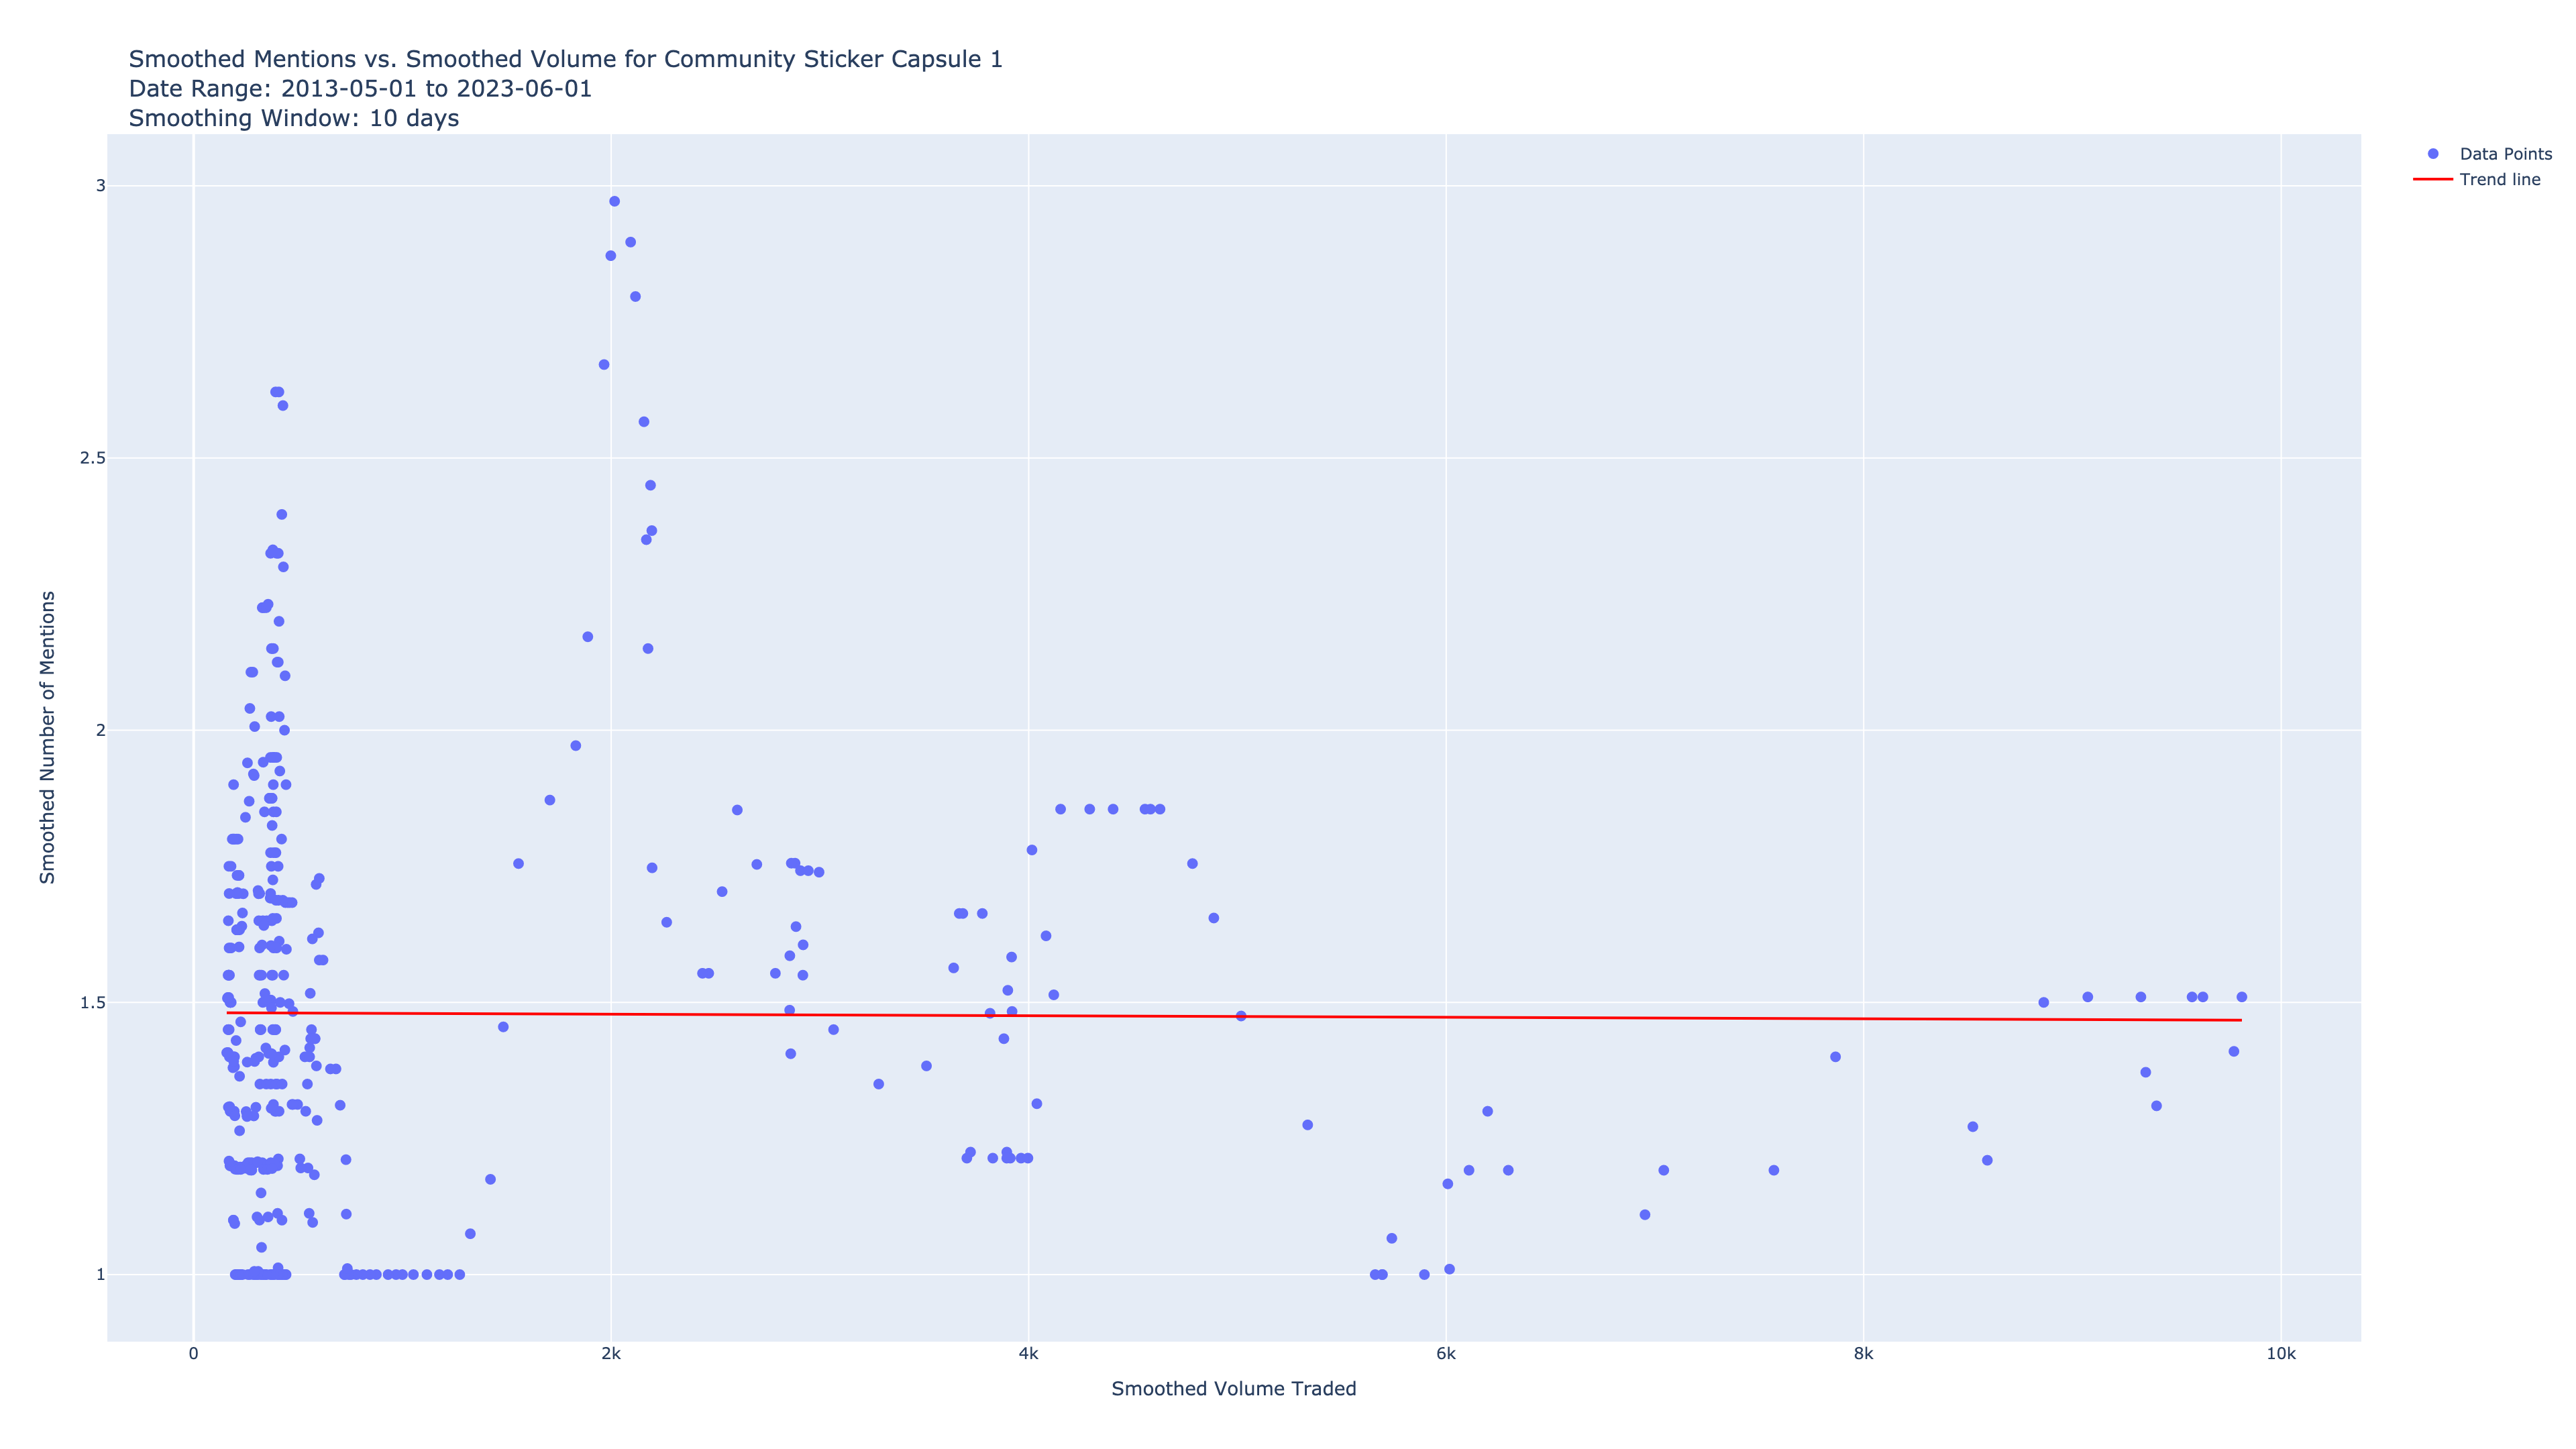 Smoothed Mentions vs. Smoothed Volume for Community Sticker Capsule 1
Date Range: 2013-05-01 to 2023-06-01
Smoothing Window: 10 days
Data Points
Trend line
Smoothed Number of Mentions
3
2.5
2
1.5
1
0
2k
4k
6k
8k
10k
Smoothed Volume Traded